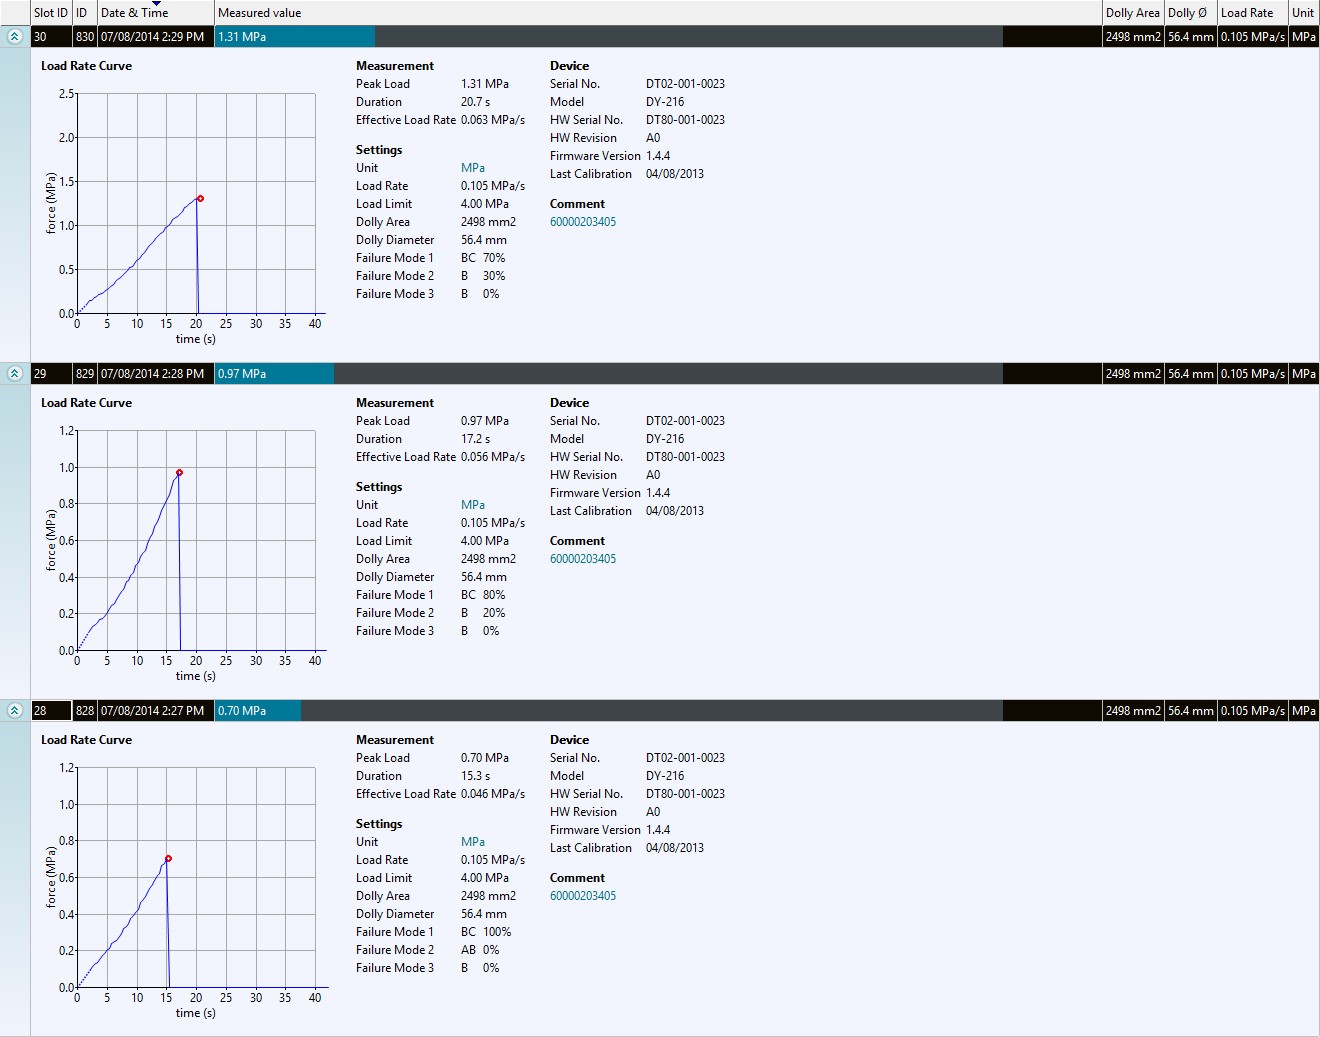 Slot ID ID Date & Time Measured value Dolly Area Dolly Ø Load Rate Unit
30 830 07/08/2014 2:29 PM 1.31 MPa 2498 mm2 56.4 mm 0.105 MPa/s MPa
Load Rate Curve
2.5
2.0
1.5
1.0
0.5
0.0
force (MPa)
0 5 10 15 20 25 30 35 40
time (s)
Measurement
Peak Load 1.31 MPa
Duration 20.7 s
Effective Load Rate 0.063 MPa/s
Settings
Unit MPa
Load Rate 0.105 MPa/s
Load Limit 4.00 MPa
Dolly Area 2498 mm2
Dolly Diameter 56.4 mm
Failure Mode 1 BC 70%
Failure Mode 2 B 30%
Failure Mode 3 B 0%
Device
Serial No. DT02-001-0023
Model DY-216
HW Serial No. DT80-001-0023
HW Revision A0
Firmware Version 1.4.4
Last Calibration 04/08/2013
Comment
60000203405
29 829 07/08/2014 2:28 PM 0.97 MPa 2498 mm2 56.4 mm 0.105 MPa/s MPa
Load Rate Curve
1.2
1.0
0.8
0.6
0.4
0.2
0.0
force (MPa)
0 5 10 15 20 25 30 35 40
time (s)
Measurement
Peak Load 0.97 MPa
Duration 17.2 s
Effective Load Rate 0.056 MPa/s
Settings
Unit MPa
Load Rate 0.105 MPa/s
Load Limit 4.00 MPa
Dolly Area 2498 mm2
Dolly Diameter 56.4 mm
Failure Mode 1 BC 80%
Failure Mode 2 B 20%
Failure Mode 3 B 0%
Device
Serial No. DT02-001-0023
Model DY-216
HW Serial No. DT80-001-0023
HW Revision A0
Firmware Version 1.4.4
Last Calibration 04/08/2013
Comment
60000203405
28 828 07/08/2014 2:27 PM 0.70 MPa 2498 mm2 56.4 mm 0.105 MPa/s MPa
Load Rate Curve
1.2
1.0
0.8
0.6
0.4
0.2
0.0
force (MPa)
0 5 10 15 20 25 30 35 40
time (s)
Measurement
Peak Load 0.70 MPa
Duration 15.3 s
Effective Load Rate 0.046 MPa/s
Settings
Unit MPa
Load Rate 0.105 MPa/s
Load Limit 4.00 MPa
Dolly Area 2498 mm2
Dolly Diameter 56.4 mm
Failure Mode 1 BC 100%
Failure Mode 2 AB 0%
Failure Mode 3 B 0%
Device
Serial No. DT02-001-0023
Model DY-216
HW Serial No. DT80-001-0023
HW Revision A0
Firmware Version 1.4.4
Last Calibration 04/08/2013
Comment
60000203405